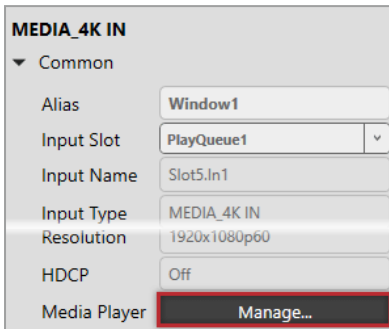 MEDIA_4K IN
Common
Alias Window1
Input Slot PlayQueue1
Input Name Slot5.In1
Input Type MEDIA_4K IN
Resolution 1920x1080p60
HDCP Off
Media Player Manage...